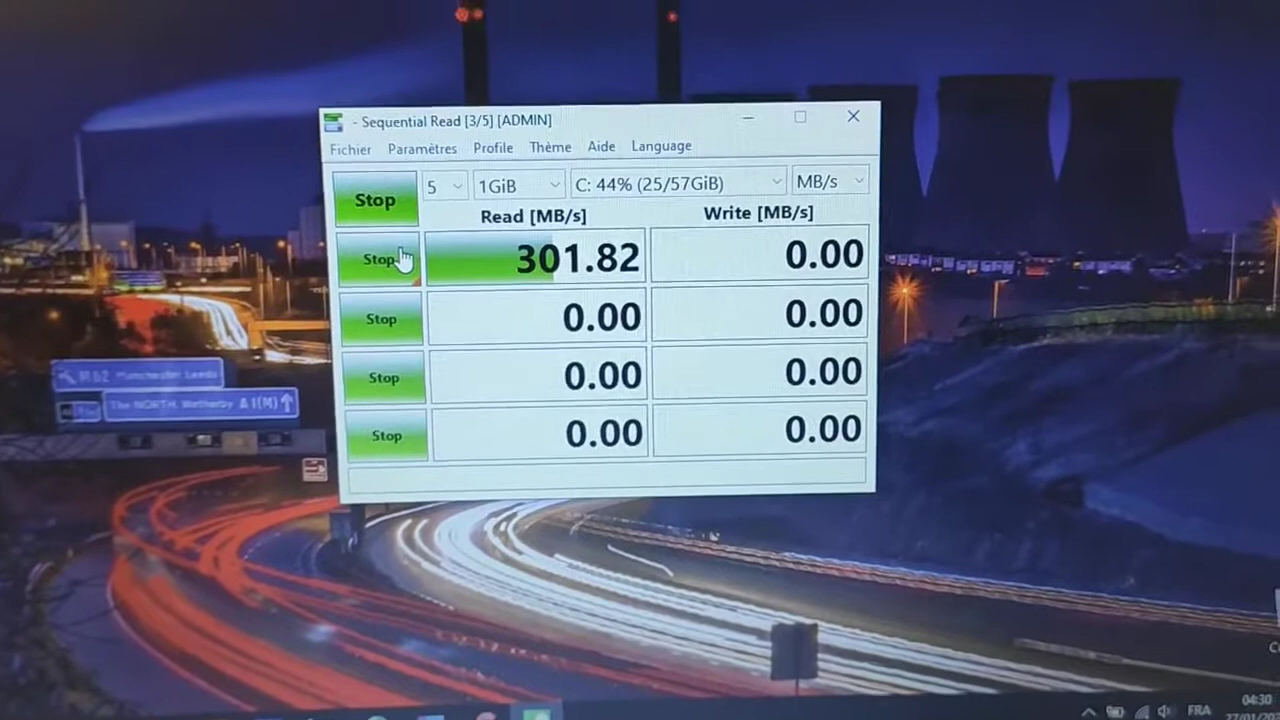 - Sequential Read [3/5] [ADMIN]
Fichier Paramètres Profile Thème Aide Language
Stop 5 1GiB C: 44% (25/57GiB) MB/s
Read [MB/s] Write [MB/s]
Stop 301.82 0.00
Stop 0.00 0.00
Stop 0.00 0.00
Stop 0.00 0.00
M62 Manchester Leeds
The NORTH, Wetherby A1(M)
04:30
FRA